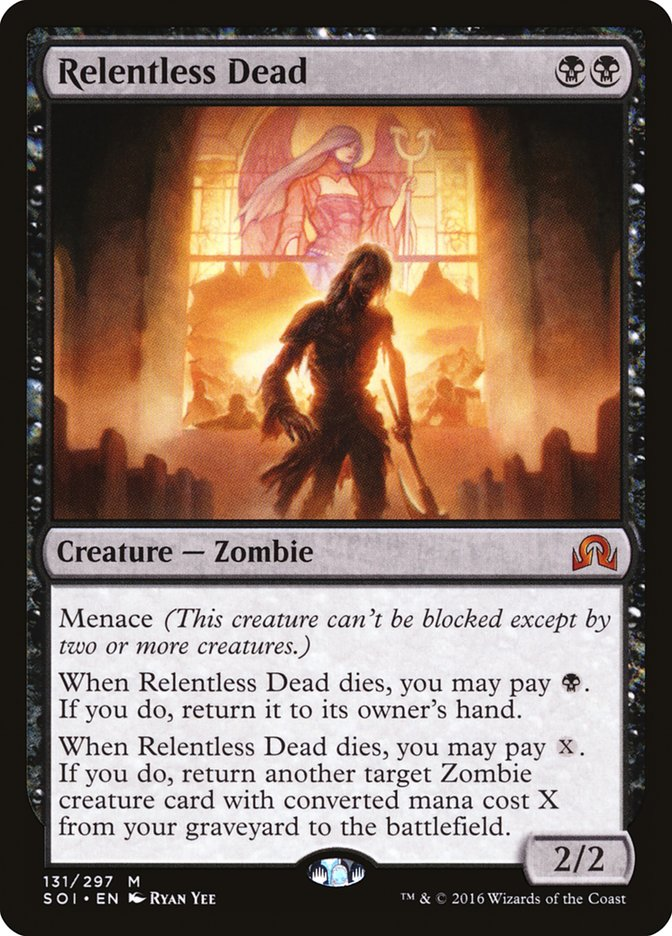 Relentless Dead
Creature — Zombie
Menace (This creature can't be blocked except by
two or more creatures.)
When Relentless Dead dies, you may pay .
If you do, return it to its owner's hand.
When Relentless Dead dies, you may pay X.
If you do, return another target Zombie
creature card with converted mana cost X
from your graveyard to the battlefield.
2/2
131/297 M
SOI • EN Ryan Yee
™ & © 2016 Wizards of the Coast